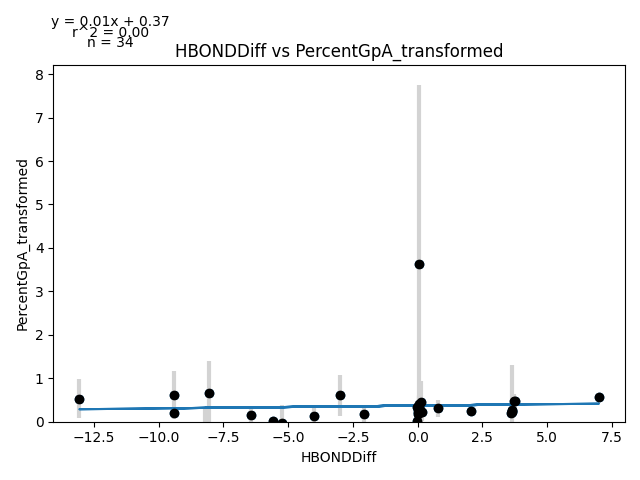 y = 0.01x + 0.37
r^2 = 0.00
n = 34
HBONDDiff vs PercentGpA_transformed
PercentGpA_transformed
8
7
6
5
4
3
2
1
0
−12.5 −10.0 −7.5 −5.0 −2.5 0.0 2.5 5.0 7.5
HBONDDiff